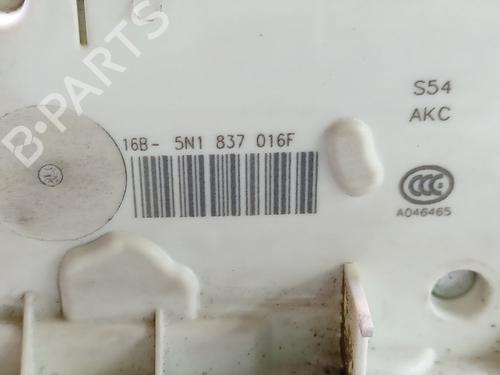 B-PARTS
S54
AKC
16B- 5N1 837 016F
CCC
A046465